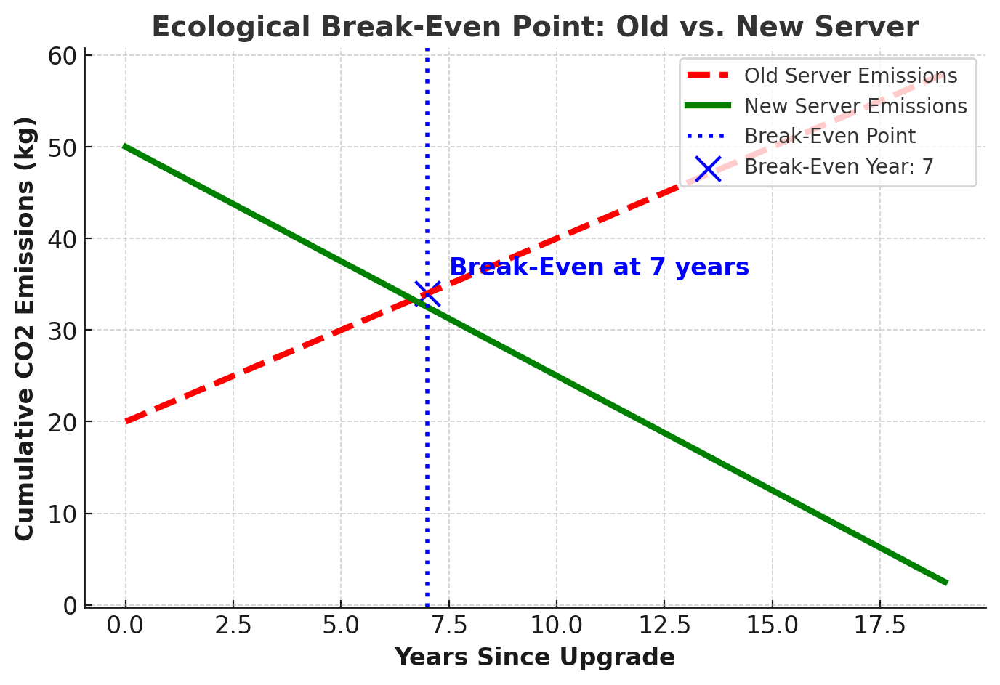 Ecological Break-Even Point: Old vs. New Server
Old Server Emissions
New Server Emissions
Break-Even Point
Break-Even Year: 7
Break-Even at 7 years
Cumulative CO2 Emissions (kg)
60
50
40
30
20
10
0
0.0 2.5 5.0 7.5 10.0 12.5 15.0 17.5
Years Since Upgrade